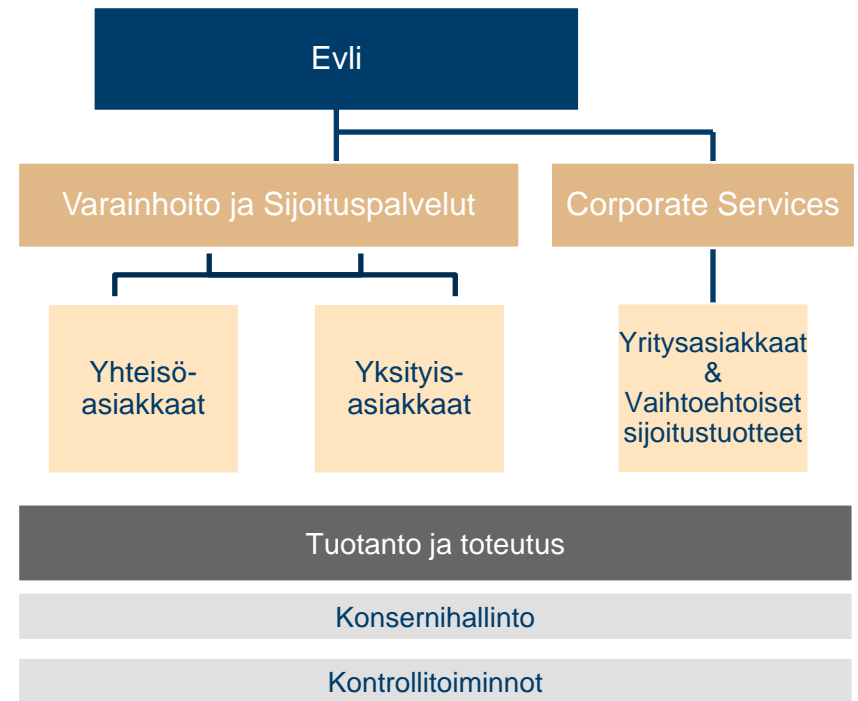 Evli
Varainhoito ja Sijoituspalvelut
Corporate Services
Yhteisö-
asiakkaat
Yksityis-
asiakkaat
Yritysasiakkaat
&
Vaihtoehtoiset
sijoitustuotteet
Tuotanto ja toteutus
Konsernihallinto
Kontrollitoiminnot